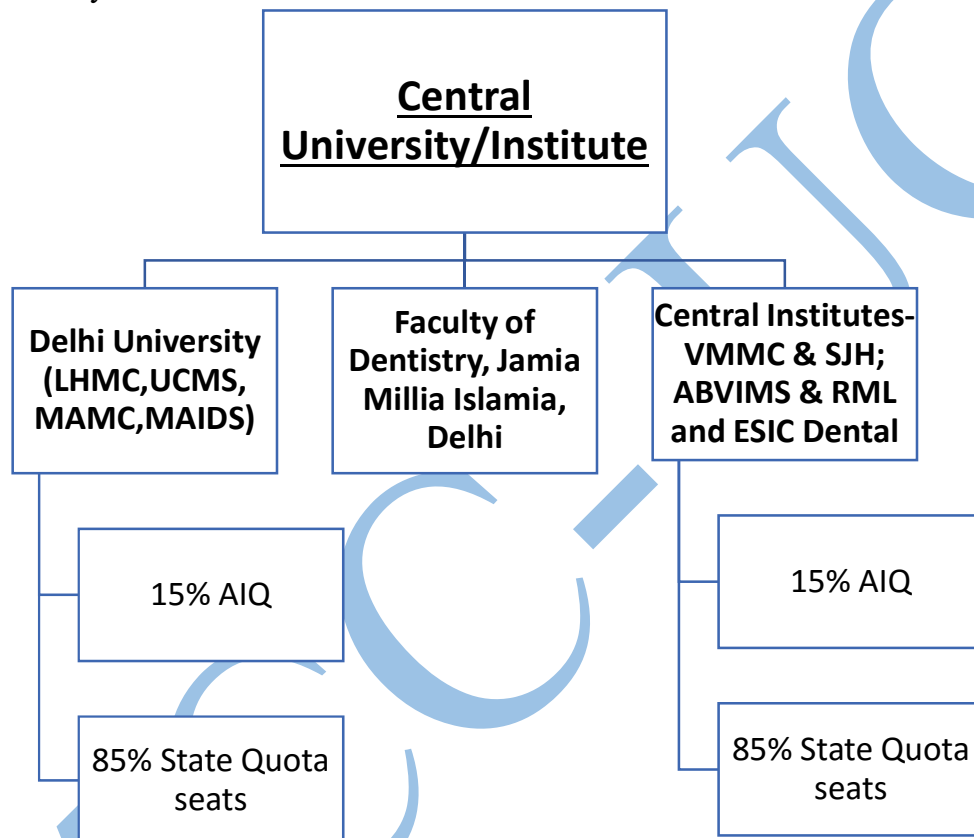 Central
University/Institute
Delhi University
(LHMC,UCMS,
MAMC,MAIDS)
Faculty of
Dentistry, Jamia
Millia Islamia,
Delhi
Central Institutes-
VMMC & SJH;
ABVIMS & RML
and ESIC Dental
15% AIQ
85% State Quota
seats
15% AIQ
85% State Quota
seats